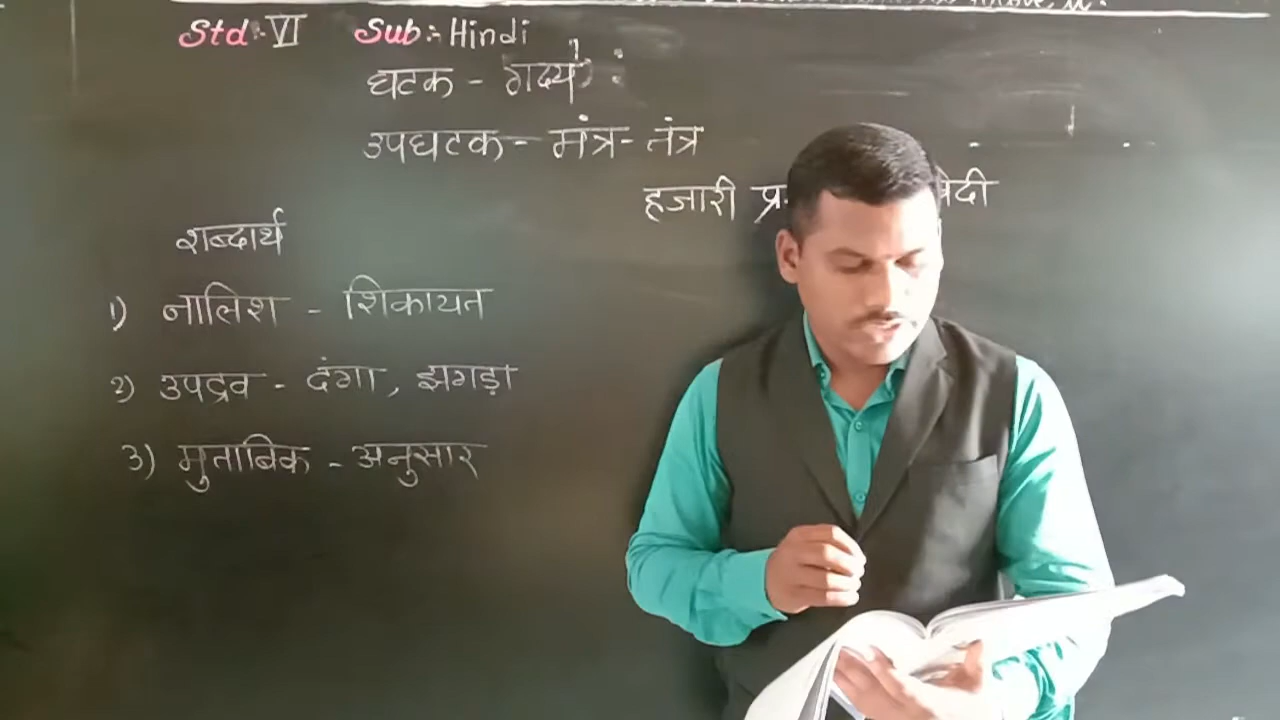 Std :- VI Sub :- Hindi
घटक - गद्य :
उपघटक - मंत्र - तंत्र
हजारी
शब्दार्थ
1) नालिश - शिकायत
2) उपद्रव - दंगा, झगड़ा
3) मुताबिक - अनुसार